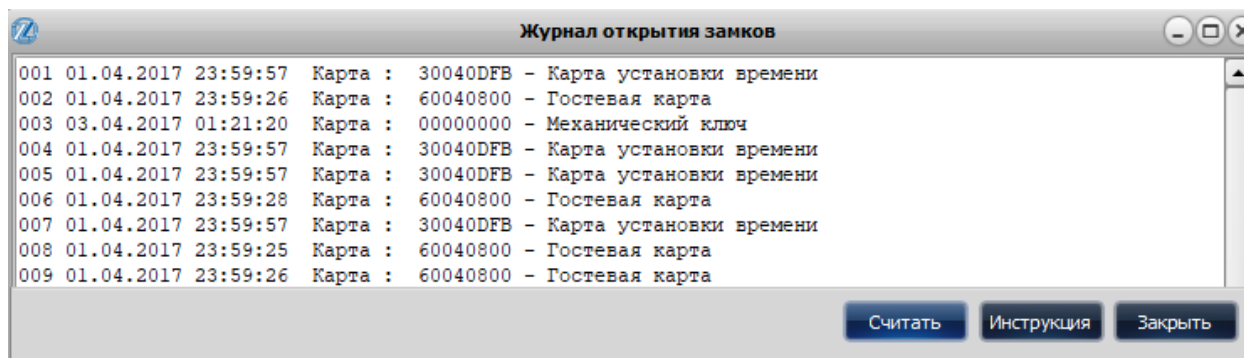 Журнал открытия замков
001 01.04.2017 23:59:57 Карта : 30040DFB - Карта установки времени
002 01.04.2017 23:59:26 Карта : 60040800 - Гостевая карта
003 03.04.2017 01:21:20 Карта : 00000000 - Механический ключ
004 01.04.2017 23:59:57 Карта : 30040DFB - Карта установки времени
005 01.04.2017 23:59:57 Карта : 30040DFB - Карта установки времени
006 01.04.2017 23:59:28 Карта : 60040800 - Гостевая карта
007 01.04.2017 23:59:57 Карта : 30040DFB - Карта установки времени
008 01.04.2017 23:59:25 Карта : 60040800 - Гостевая карта
009 01.04.2017 23:59:26 Карта : 60040800 - Гостевая карта
Считать Инструкция Закрыть